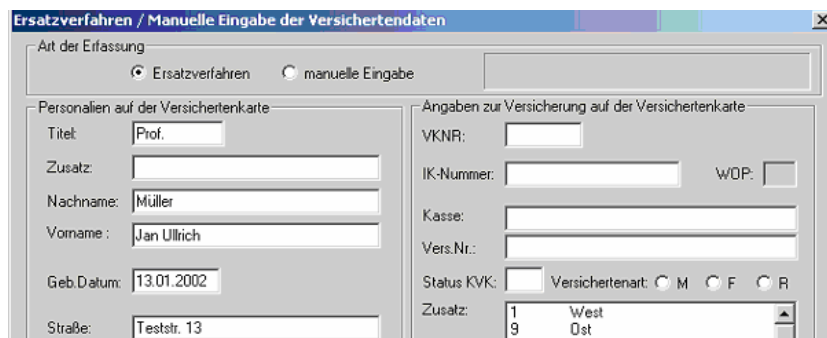 Ersatzverfahren / Manuelle Eingabe der Versichertendaten
Art der Erfassung
Ersatzverfahren manuelle Eingabe
Personalien auf der Versichertenkarte
Titel: Prof.
Zusatz:
Nachname: Müller
Vorname : Jan Ullrich
Geb.Datum: 13.01.2002
Straße: Teststr. 13
Angaben zur Versicherung auf der Versichertenkarte
VKNR:
IK-Nummer: WOP:
Kasse:
Vers.Nr.:
Status KVK: Versichertenart: M F R
Zusatz: 1 West
9 Ost